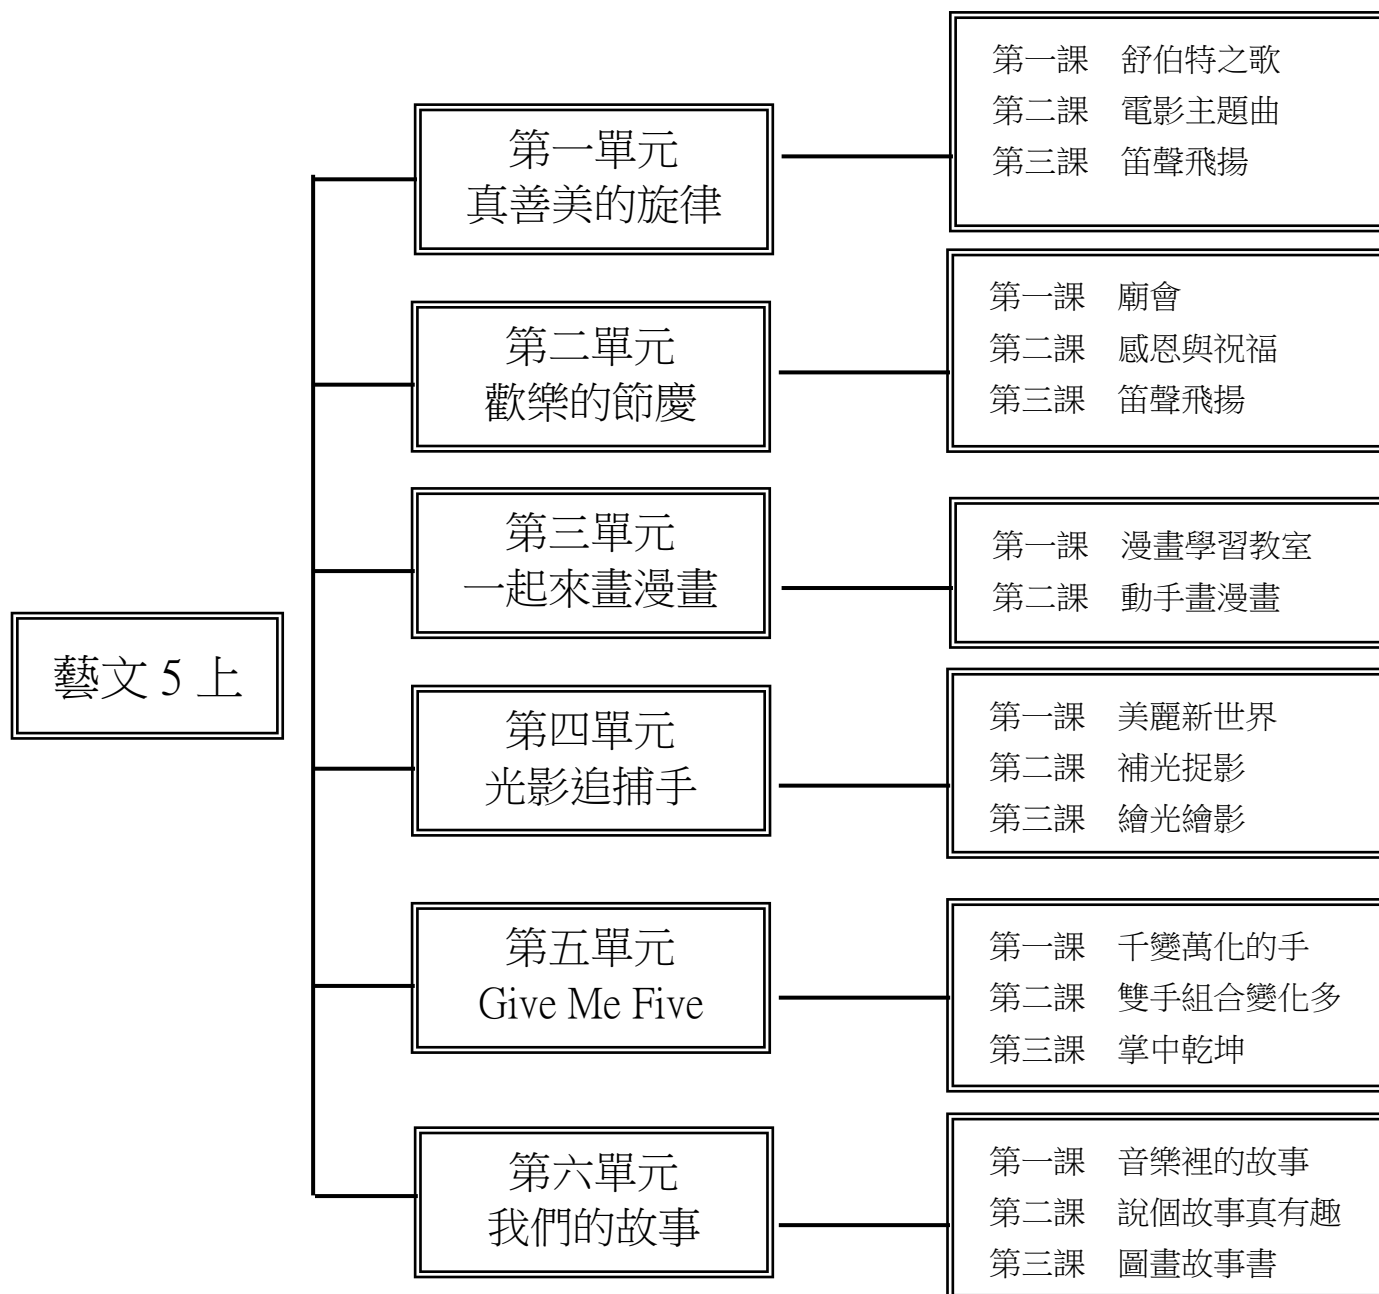 藝文 5 上
第一單元
真善美的旋律
第一課 舒伯特之歌
第二課 電影主題曲
第三課 笛聲飛揚
第二單元
歡樂的節慶
第一課 廟會
第二課 感恩與祝福
第三課 笛聲飛揚
第三單元
一起來畫漫畫
第一課 漫畫學習教室
第二課 動手畫漫畫
第四單元
光影追捕手
第一課 美麗新世界
第二課 補光捉影
第三課 繪光繪影
第五單元
Give Me Five
第一課 千變萬化的手
第二課 雙手組合變化多
第三課 掌中乾坤
第六單元
我們的故事
第一課 音樂裡的故事
第二課 說個故事真有趣
第三課 圖畫故事書